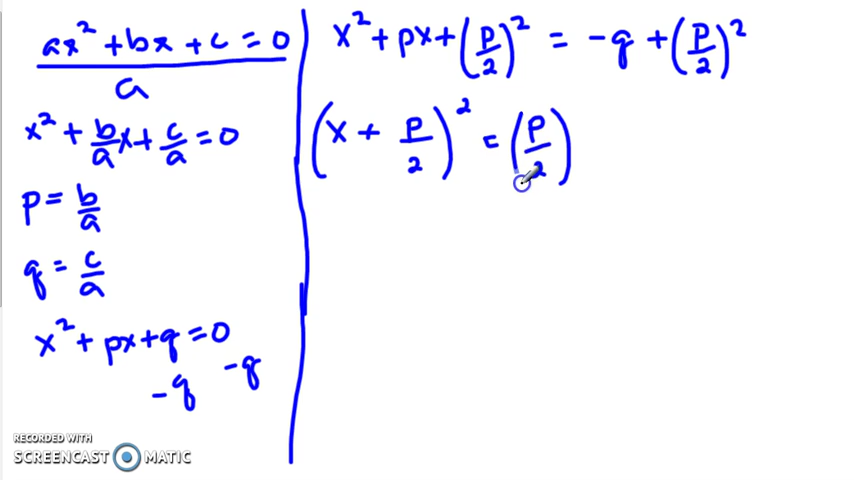 ax² + bx + c = 0
a
x² + b/a x + c/a = 0
p = b/a
q = c/a
x² + px + q = 0
-q -q
x² + px + (p/2)² = -q + (p/2)²
(x + p/2)² = (p/2)
RECORDED WITH
SCREENCAST MATIC